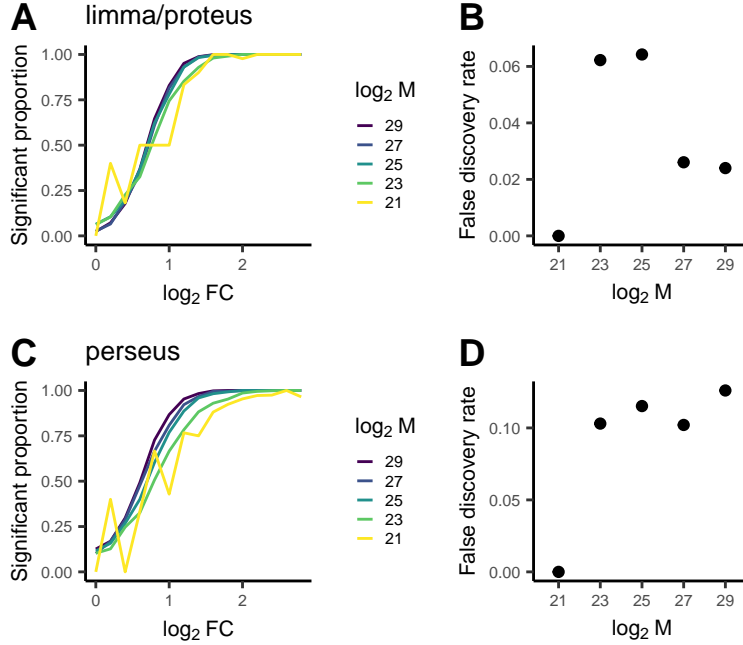 A limma/proteus
Significant proportion
1.00
0.75
0.50
0.25
0.00
0 1 2
log2 FC
log2 M
29
27
25
23
21
B
False discovery rate
0.06
0.04
0.02
0.00
21 23 25 27 29
log2 M
C perseus
Significant proportion
1.00
0.75
0.50
0.25
0.00
0 1 2
log2 FC
log2 M
29
27
25
23
21
D
False discovery rate
0.10
0.05
0.00
21 23 25 27 29
log2 M